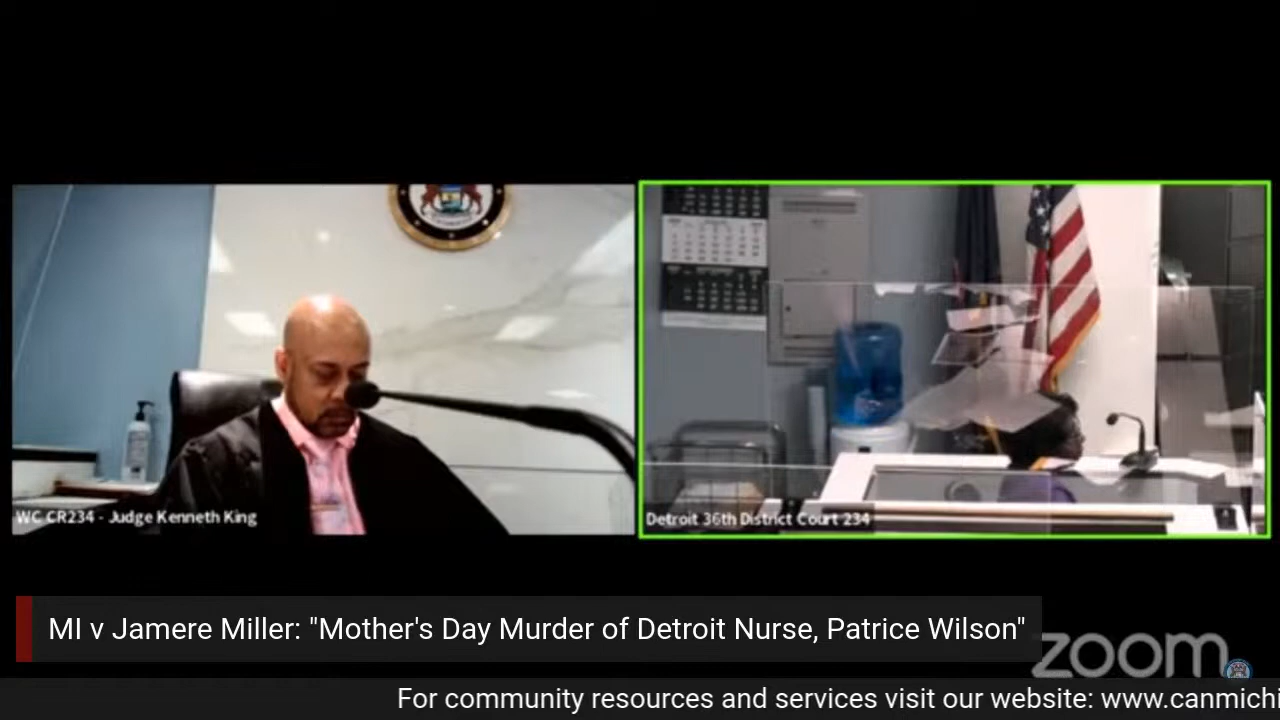 WC CR234 - Judge Kenneth King
Detroit 36th District Court 234
MI v Jamere Miller: "Mother's Day Murder of Detroit Nurse, Patrice Wilson"
zoom
For community resources and services visit our website: www.canmichi